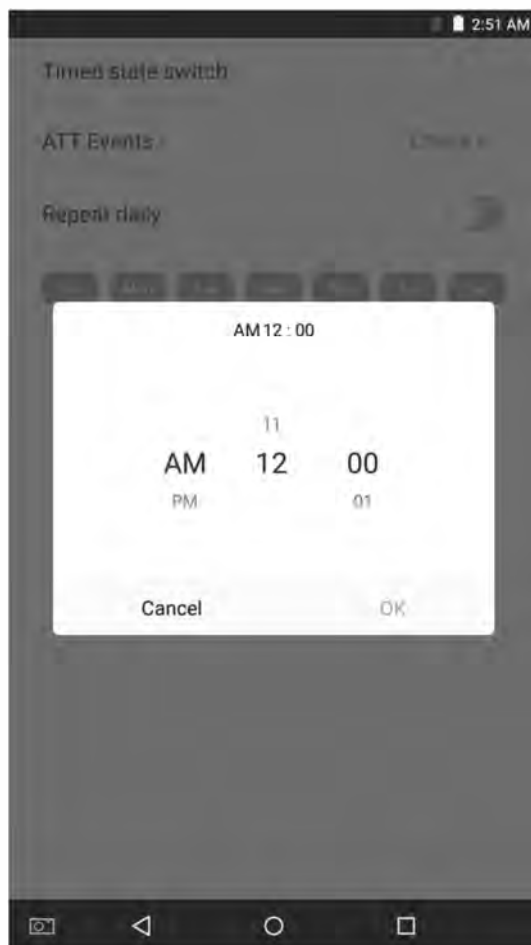 2:51 AM
Timed state switch
ATT Events
Repeat daily
AM 12 : 00
11
AM 12 00
PM 01
Cancel OK